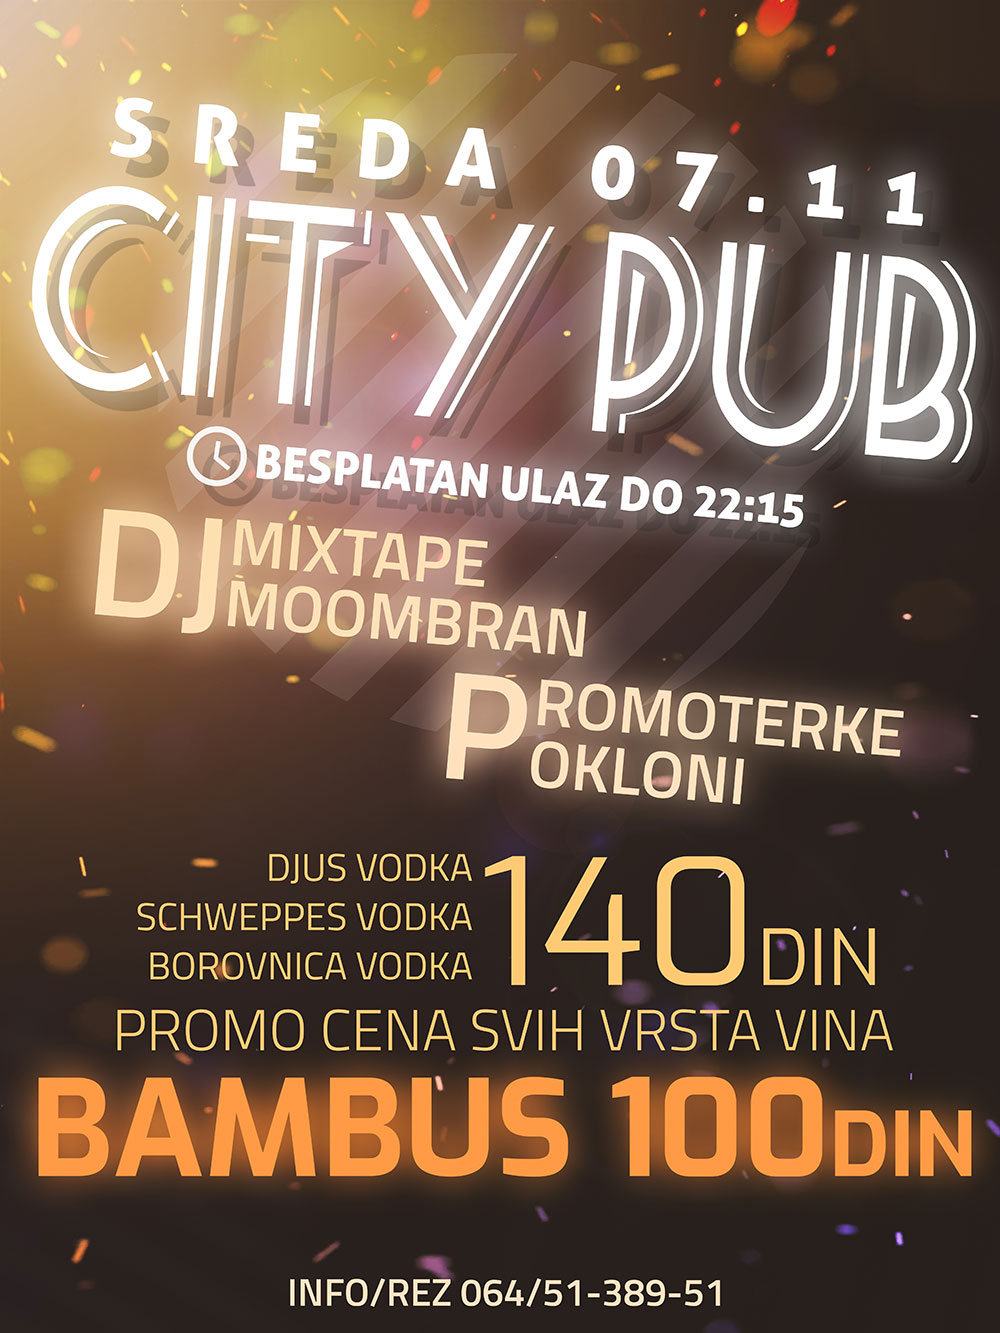 SREDA 07.11
CITY PUB
BESPLATAN ULAZ DO 22:15
DJ MIXTAPE
MOOMBRAN
PROMOTERKE
POKLONI
DJUS VODKA
SCHWEPPES VODKA
BOROVNICA VODKA
140DIN
PROMO CENA SVIH VRSTA VINA
BAMBUS 100DIN
INFO/REZ 064/51-389-51